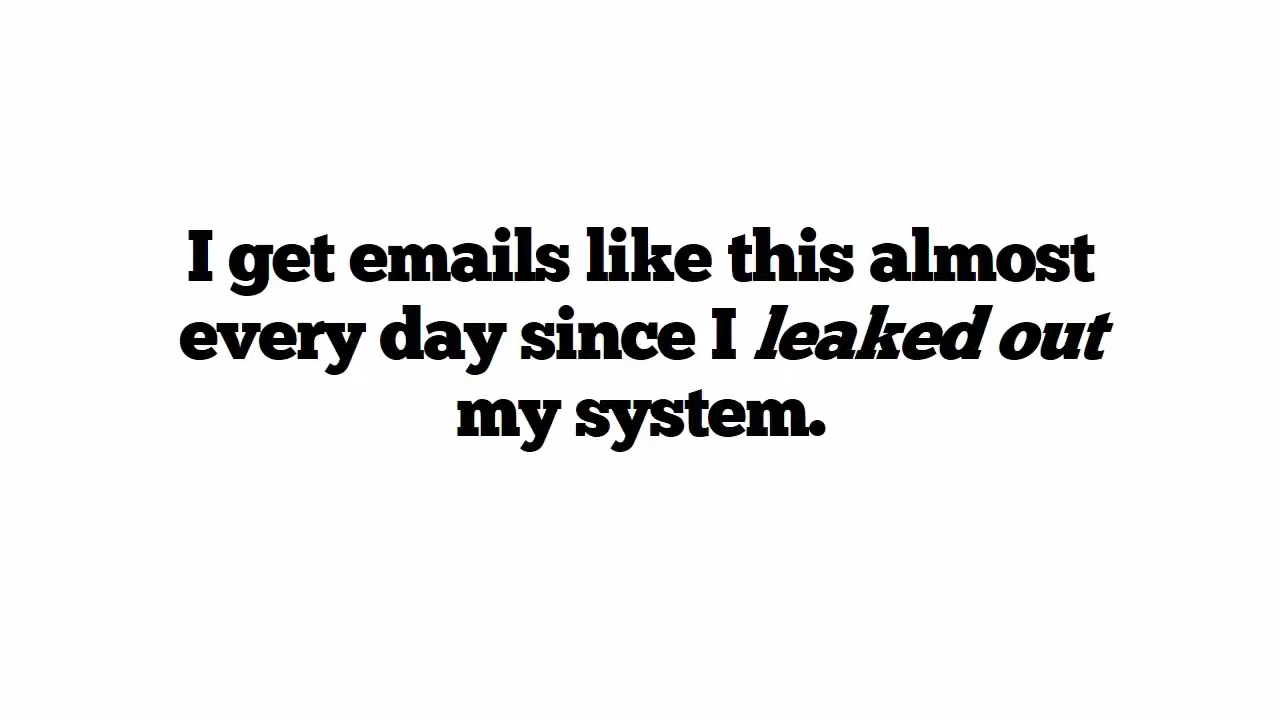 I get emails like this almost
every day since I leaked out
my system.